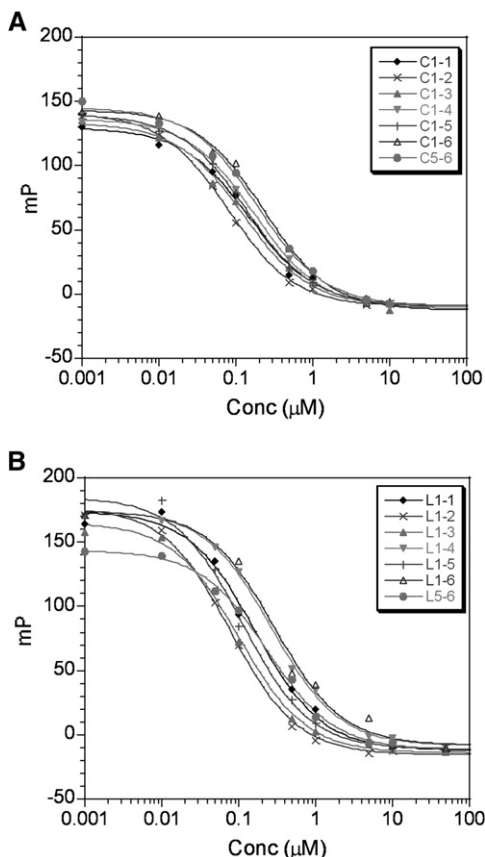 A
200
150
100
50
0
-50
mP
0.001 0.01 0.1 1 10 100
Conc (μM)
C1-1
C1-2
C1-3
C1-4
C1-5
C1-6
C5-6
B
200
150
100
50
0
-50
mP
0.001 0.01 0.1 1 10 100
Conc (μM)
L1-1
L1-2
L1-3
L1-4
L1-5
L1-6
L5-6